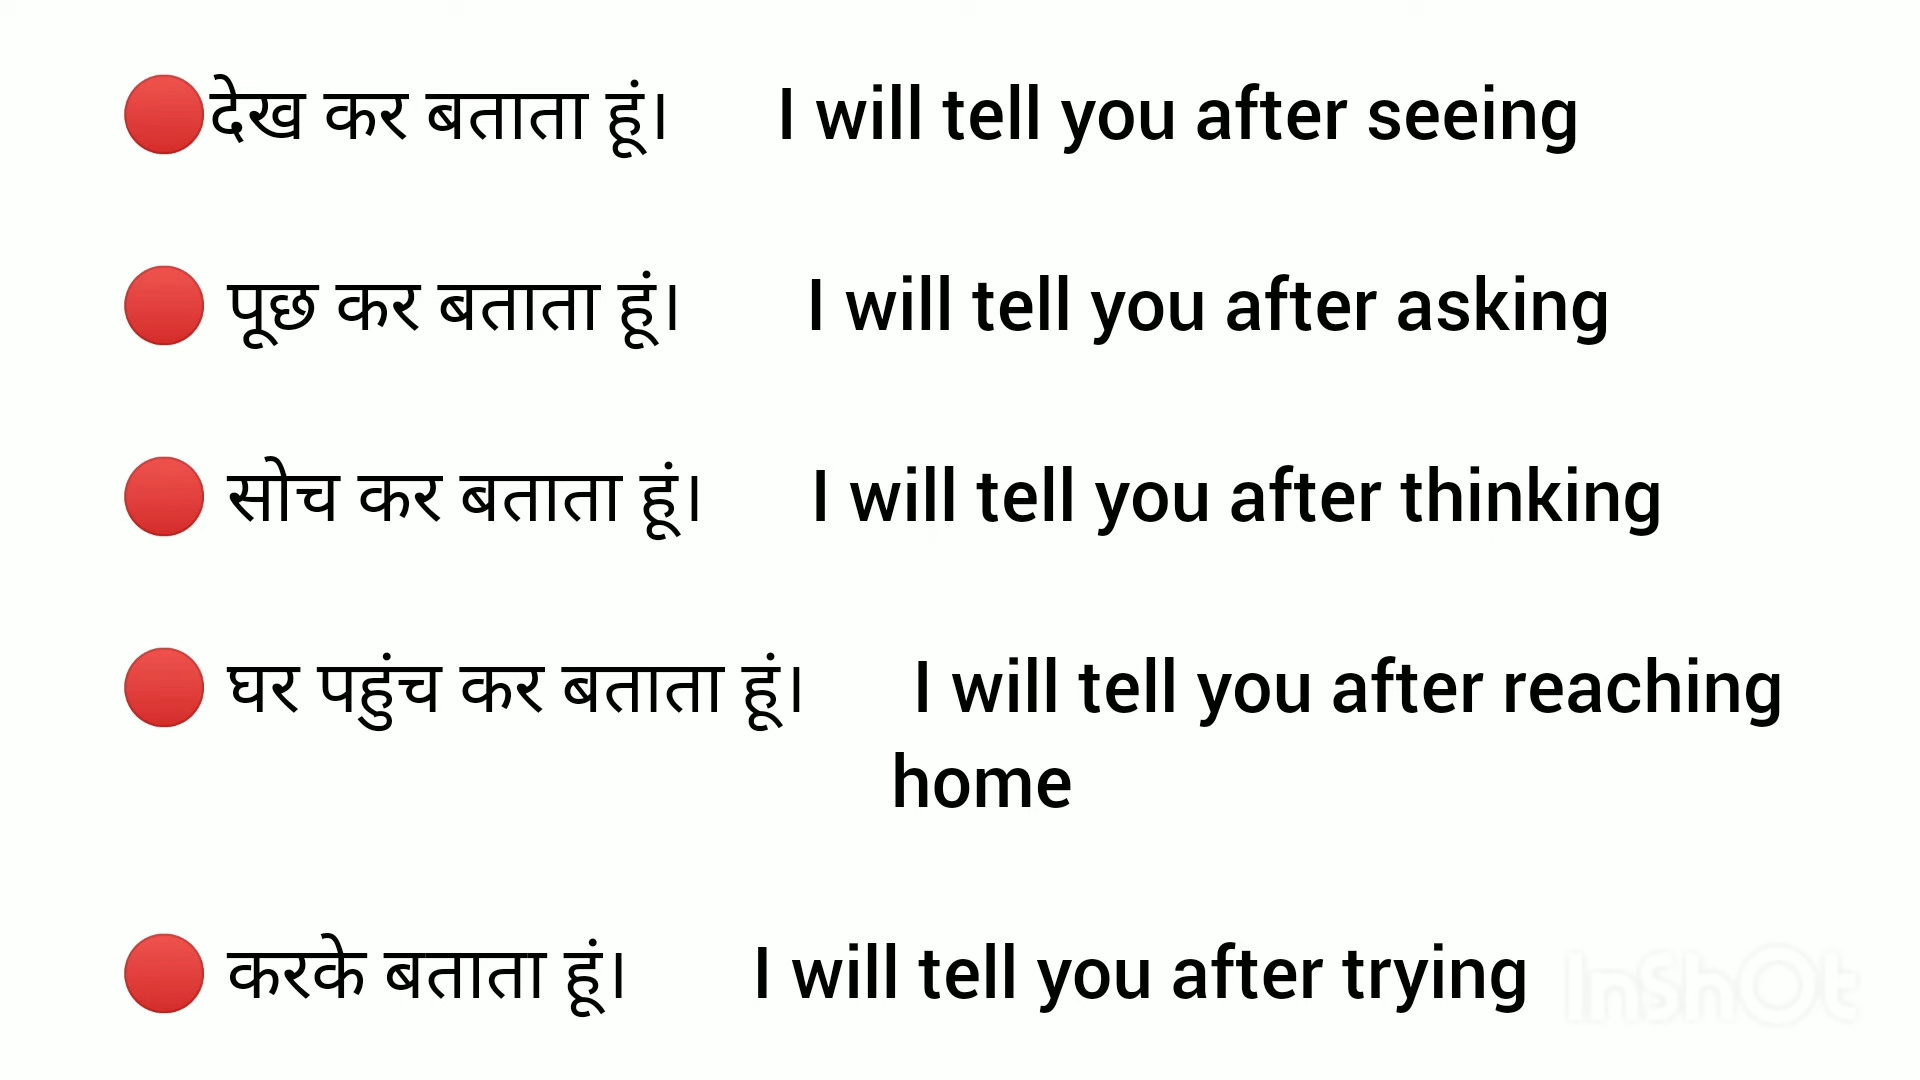 🔴देख कर बताता हूं। I will tell you after seeing
🔴 पूछ कर बताता हूं। I will tell you after asking
🔴 सोच कर बताता हूं। I will tell you after thinking
🔴 घर पहुंच कर बताता हूं। I will tell you after reaching
home
🔴 करके बताता हूं। I will tell you after trying
InShOt